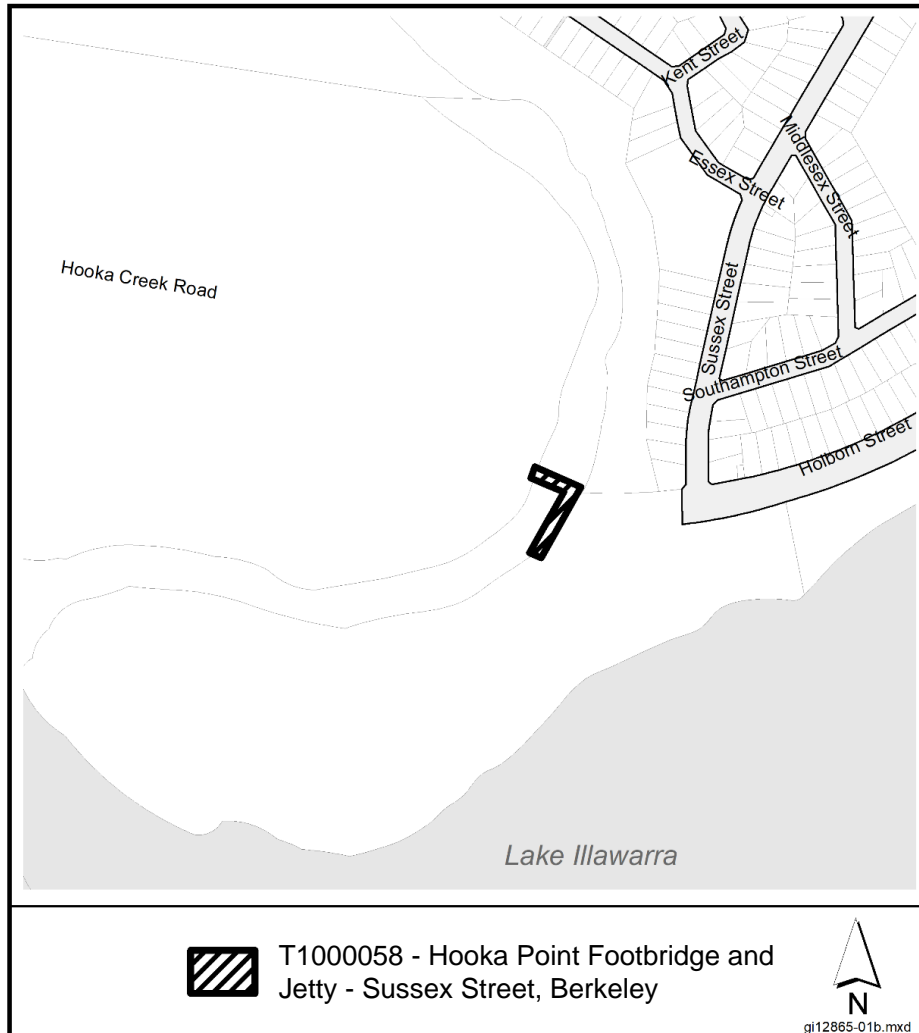 Kent Street
Middlesex Street
Essex Street
Hooka Creek Road
Sussex Street
Southampton Street
Holborn Street
Lake Illawarra
T1000058 - Hooka Point Footbridge and
Jetty - Sussex Street, Berkeley
N
gi12865-01b.mxd